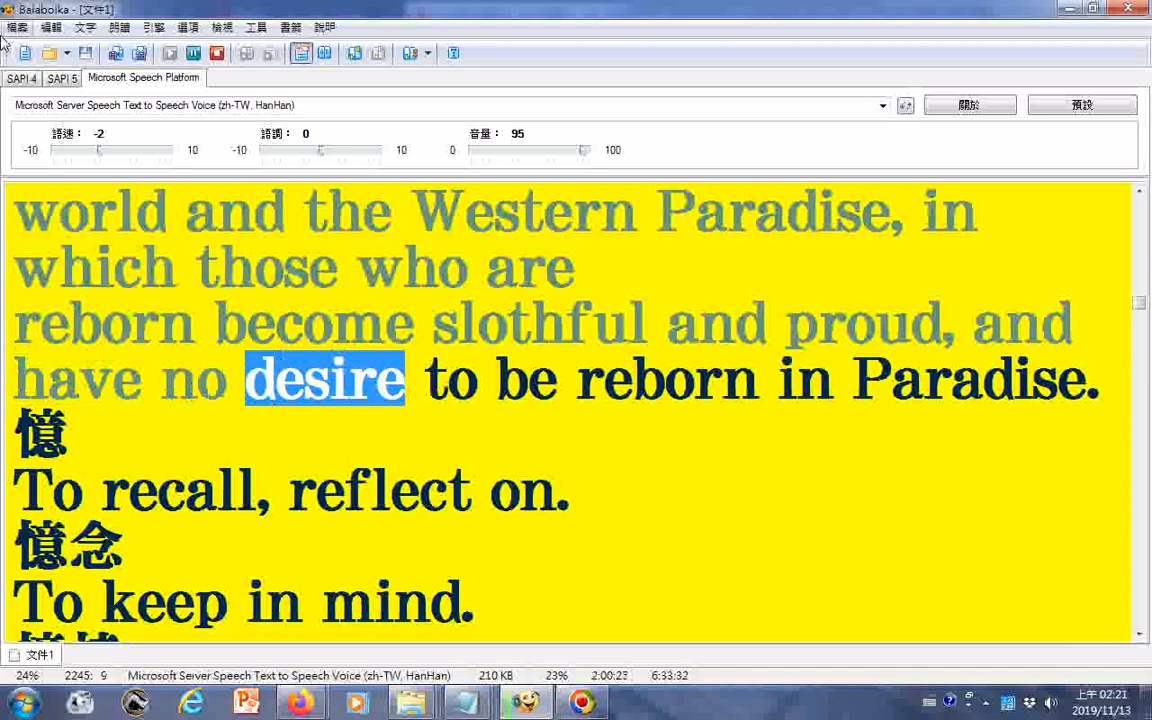 Balabolka - [文件1]
檔案 編輯 文字 朗讀 引擎 選項 檢視 工具 書籤 說明
SAPI 4 SAPI 5 Microsoft Speech Platform
Microsoft Server Speech Text to Speech Voice (zh-TW, HanHan) 關於 預設
語速： -2 語調： 0 音量： 95
-10 10 -10 10 0 100
world and the Western Paradise, in
which those who are
reborn become slothful and proud, and
have no desire to be reborn in Paradise.
憶
To recall, reflect on.
憶念
To keep in mind.
文件1
24% 2245: 9 Microsoft Server Speech Text to Speech Voice (zh-TW, HanHan) 210 KB 23% 2:00:23 6:33:32
上午 02:21
2019/11/13